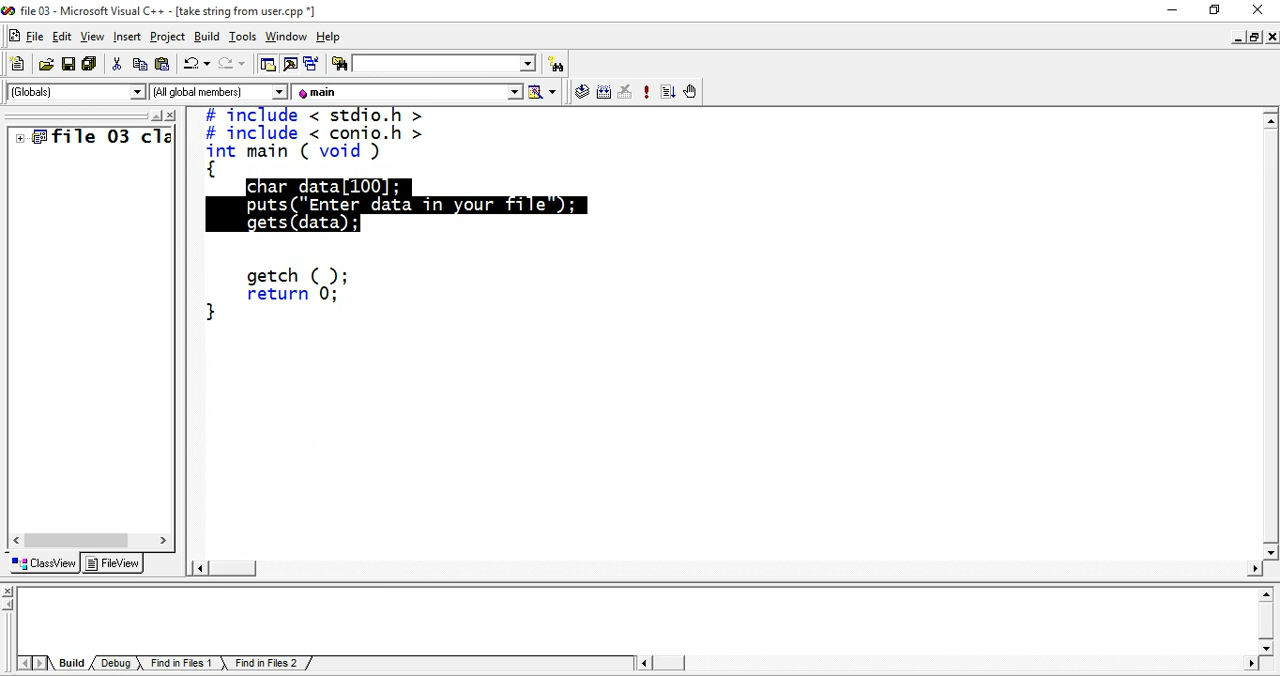 file 03 - Microsoft Visual C++ - [take string from user.cpp *]
File Edit View Insert Project Build Tools Window Help
(Globals) (All global members) main
file 03 cla
# include < stdio.h >
# include < conio.h >
int main ( void )
{
char data[100];
puts("Enter data in your file");
gets(data);
getch ( );
return 0;
}
ClassView FileView
Build Debug Find in Files 1 Find in Files 2